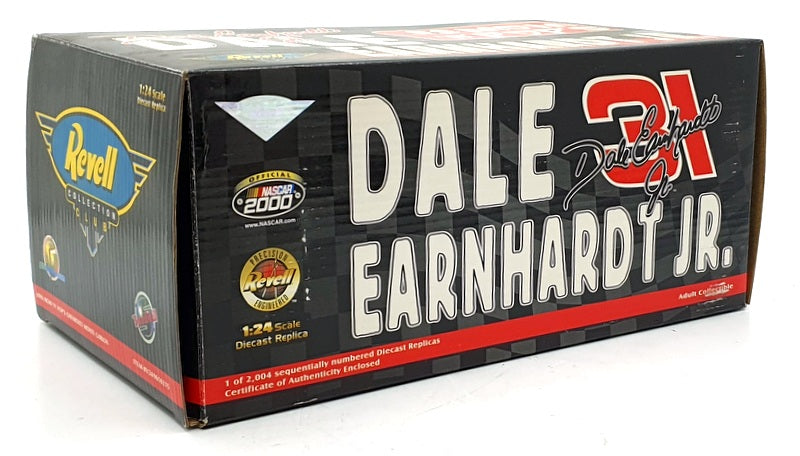 1:24 Scale
Diecast Replica
Revell
COLLECTION
CLUB
OFFICIAL
NASCAR
2000
www.NASCAR.com
PRECISION
Revell
ENGINEERED
1:24 Scale
Diecast Replica
DALE
31
Dale Earnhardt Jr.
EARNHARDT JR.
Adult Collectible
1 of 2,004 sequentially numbered Diecast Replicas
Certificate of Authenticity Enclosed